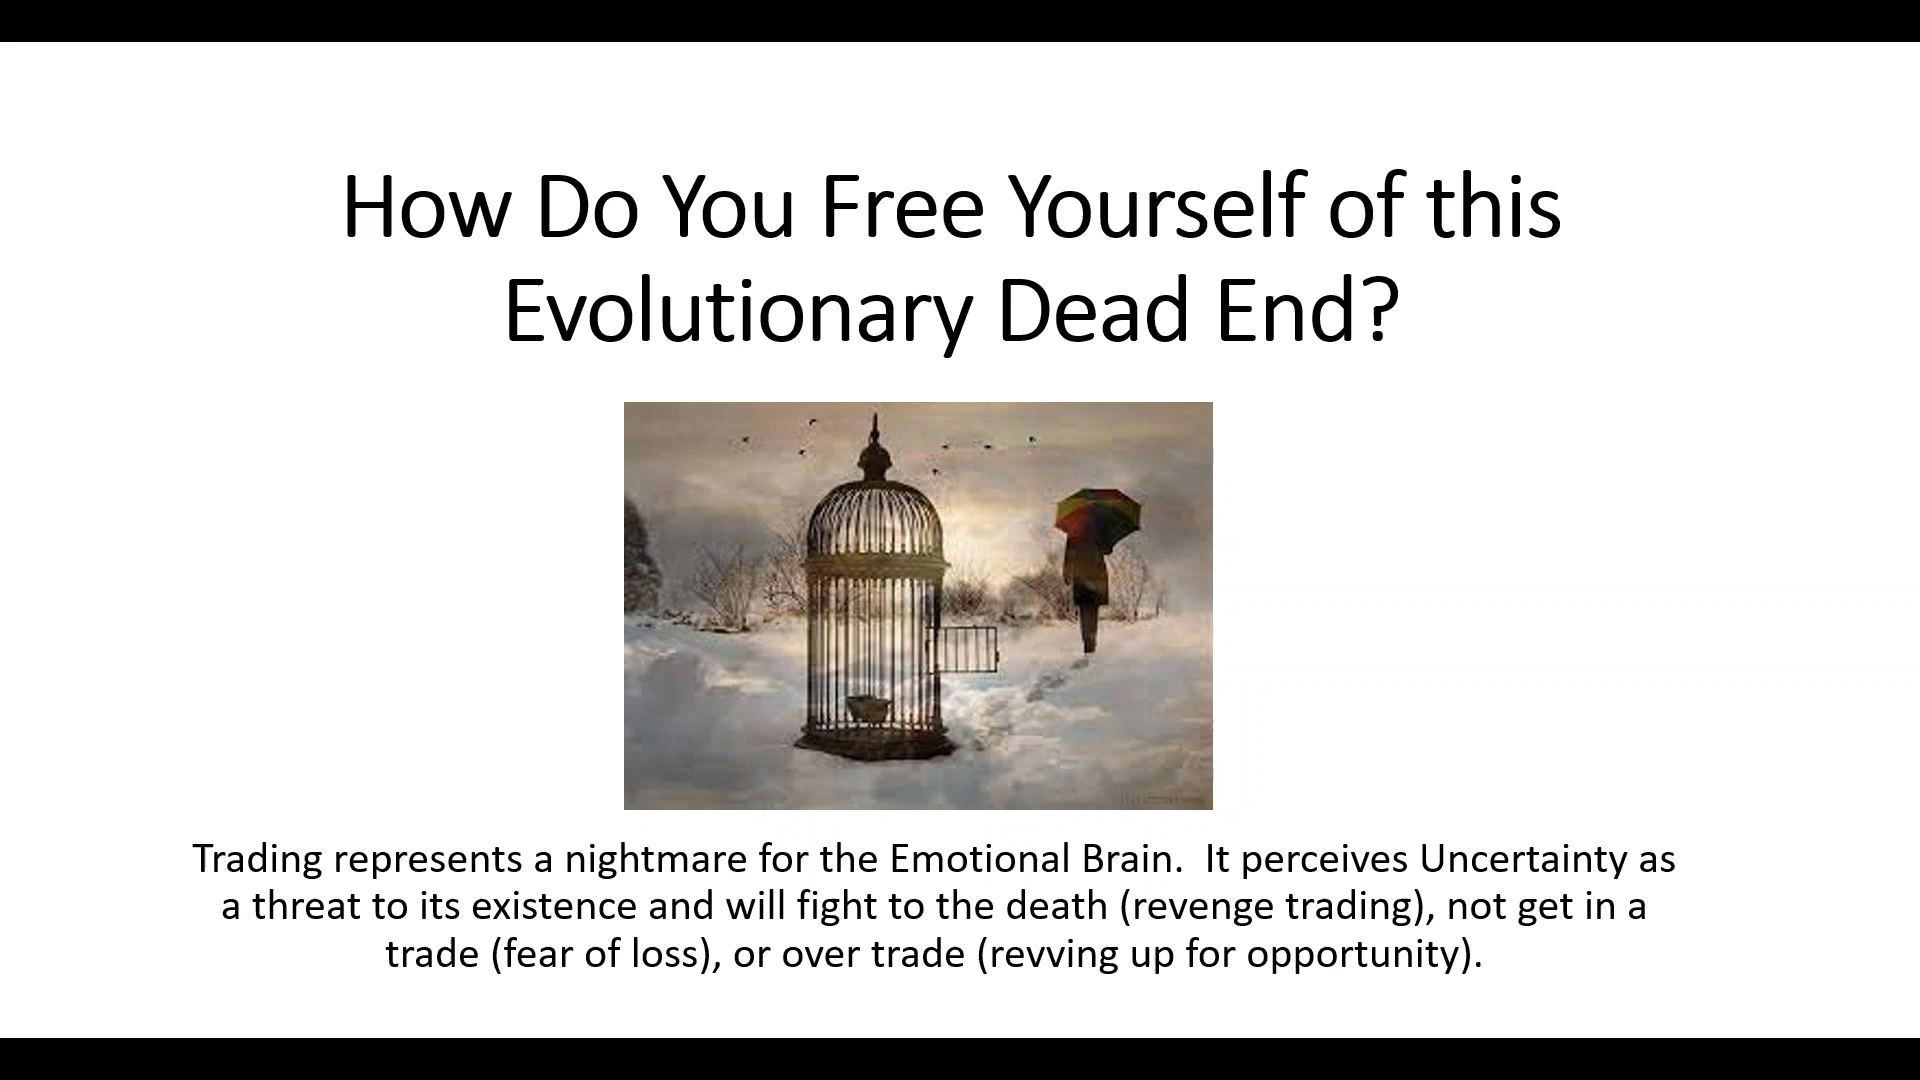 How Do You Free Yourself of this
Evolutionary Dead End?
Trading represents a nightmare for the Emotional Brain.  It perceives Uncertainty as
a threat to its existence and will fight to the death (revenge trading), not get in a
trade (fear of loss), or over trade (revving up for opportunity).